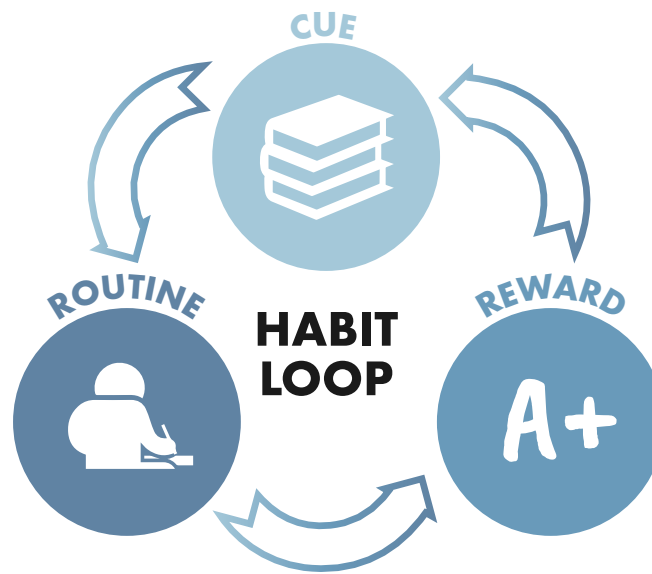 CUE
ROUTINE
REWARD
HABIT
LOOP
A+